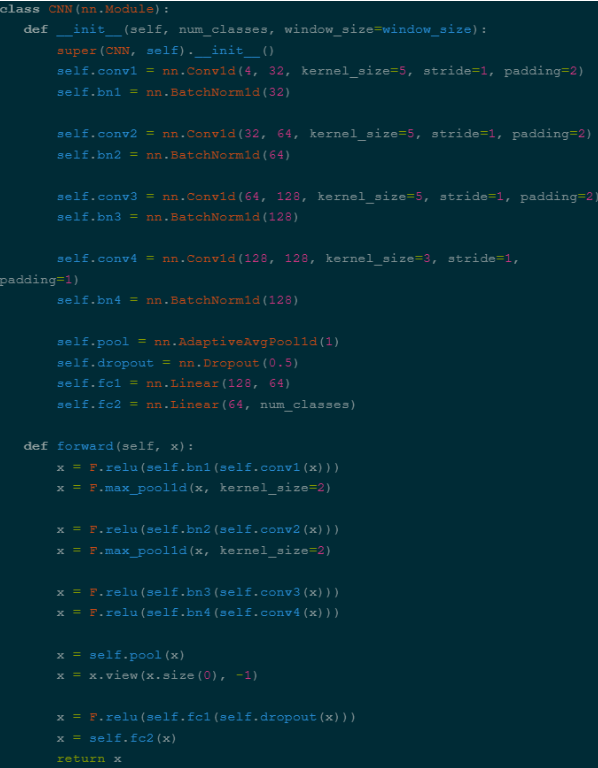 class CNN(nn.Module):
def __init__(self, num_classes, window_size=window_size):
super(CNN, self).__init__()
self.conv1 = nn.Conv1d(4, 32, kernel_size=5, stride=1, padding=2)
self.bn1 = nn.BatchNorm1d(32)
self.conv2 = nn.Conv1d(32, 64, kernel_size=5, stride=1, padding=2)
self.bn2 = nn.BatchNorm1d(64)
self.conv3 = nn.Conv1d(64, 128, kernel_size=5, stride=1, padding=2)
self.bn3 = nn.BatchNorm1d(128)
self.conv4 = nn.Conv1d(128, 128, kernel_size=3, stride=1,
padding=1)
self.bn4 = nn.BatchNorm1d(128)
self.pool = nn.AdaptiveAvgPool1d(1)
self.dropout = nn.Dropout(0.5)
self.fc1 = nn.Linear(128, 64)
self.fc2 = nn.Linear(64, num_classes)
def forward(self, x):
x = F.relu(self.bn1(self.conv1(x)))
x = F.max_pool1d(x, kernel_size=2)
x = F.relu(self.bn2(self.conv2(x)))
x = F.max_pool1d(x, kernel_size=2)
x = F.relu(self.bn3(self.conv3(x)))
x = F.relu(self.bn4(self.conv4(x)))
x = self.pool(x)
x = x.view(x.size(0), -1)
x = F.relu(self.fc1(self.dropout(x)))
x = self.fc2(x)
return x